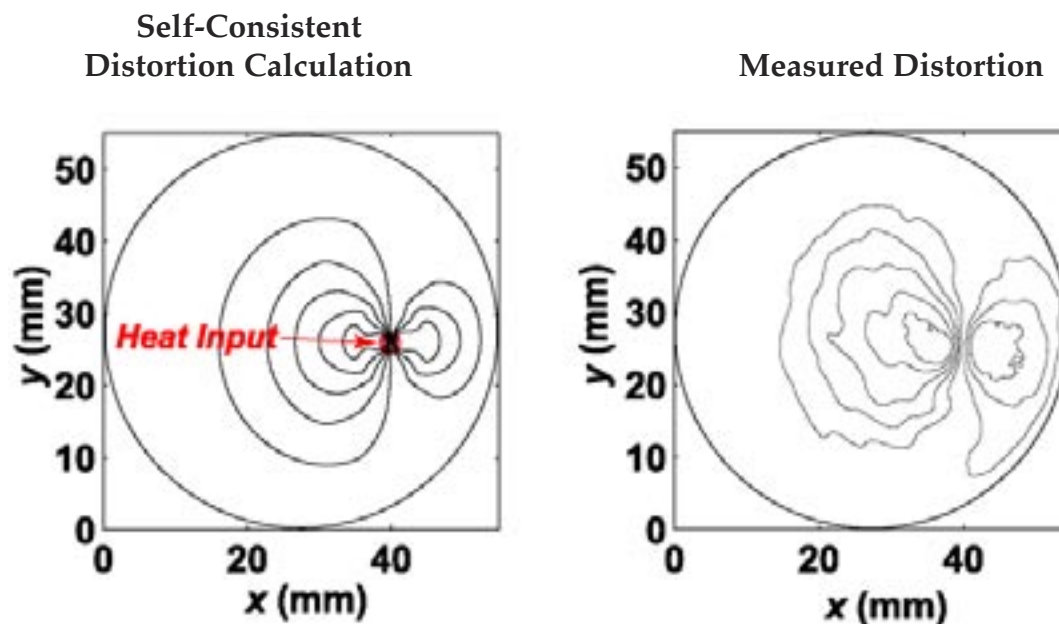 Self-Consistent
Distortion Calculation
Measured Distortion
50
40
30
20
10
0
y (mm)
Heat Input
0 20 40
x (mm)
50
40
30
20
10
0
y (mm)
0 20 40
x (mm)